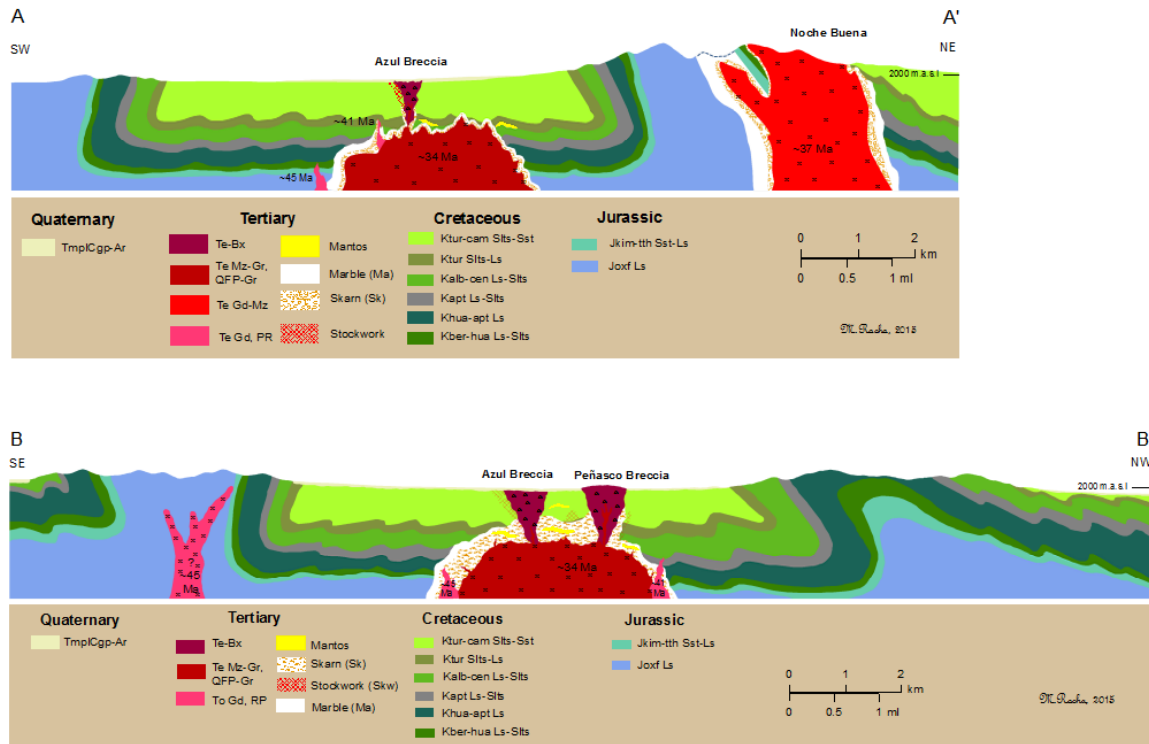 A
A'
SW
NE
Noche Buena
Azul Breccia
2000 m.a.s.l
~41 Ma
~34 Ma
~37 Ma
~45 Ma
Quaternary
TmplCgp-Ar
Tertiary
Te-Bx
Te Mz-Gr,
QFP-Gr
Te Gd-Mz
Te Gd, PR
Mantos
Marble (Ma)
Skarn (Sk)
Stockwork
Cretaceous
Ktur-cam Slts-Sst
Ktur Slts-Ls
Kalb-cen Ls-Slts
Kapt Ls-Slts
Khua-apt Ls
Kber-hua Ls-Slts
Jurassic
Jkim-tth Sst-Ls
Joxf Ls
0 1 2
km
0 0.5 1 ml
M. Rocha, 2015
B
B
SE
NW
Azul Breccia
Peñasco Breccia
2000 m.a.s.l
?
~45
Ma
~45
Ma
~34 Ma
~41
Ma
Quaternary
TmplCgp-Ar
Tertiary
Te-Bx
Te Mz-Gr,
QFP-Gr
To Gd, RP
Mantos
Skarn (Sk)
Stockwork (Skw)
Marble (Ma)
Cretaceous
Ktur-cam Slts-Sst
Ktur Slts-Ls
Kalb-cen Ls-Slts
Kapt Ls-Slts
Khua-apt Ls
Kber-hua Ls-Slts
Jurassic
Jkim-tth Sst-Ls
Joxf Ls
0 1 2
km
0 0.5 1 ml
M. Rocha, 2015